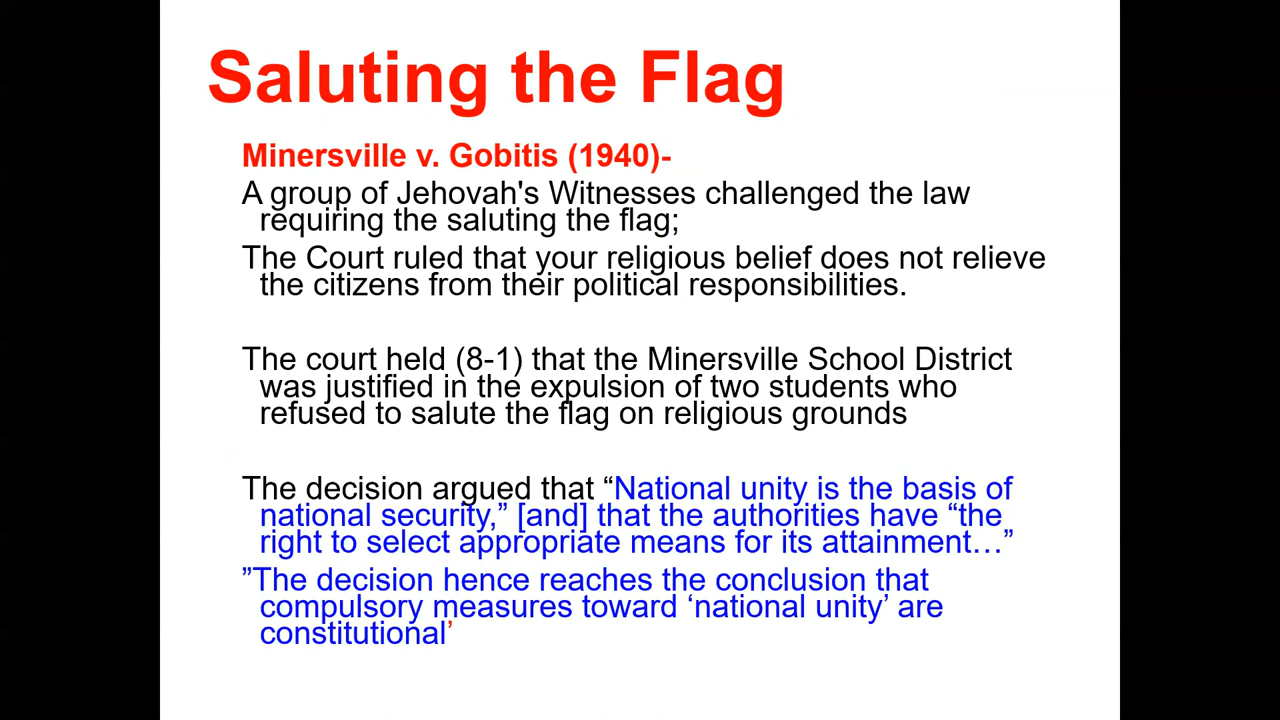 Saluting the Flag
Minersville v. Gobitis (1940)-
A group of Jehovah's Witnesses challenged the law
requiring the saluting the flag;
The Court ruled that your religious belief does not relieve
the citizens from their political responsibilities.
The court held (8-1) that the Minersville School District
was justified in the expulsion of two students who
refused to salute the flag on religious grounds
The decision argued that “National unity is the basis of
national security,” [and] that the authorities have “the
right to select appropriate means for its attainment…”
”The decision hence reaches the conclusion that
compulsory measures toward ‘national unity’ are
constitutional’